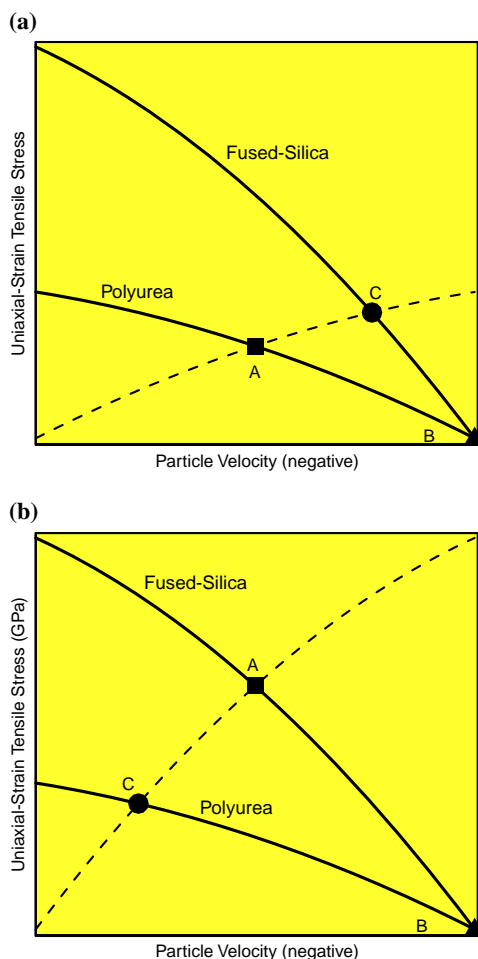 (a)
Uniaxial-Strain Tensile Stress
Fused-Silica
Polyurea
C
A
B
Particle Velocity (negative)
(b)
Uniaxial-Strain Tensile Stress (GPa)
Fused-Silica
A
C
Polyurea
B
Particle Velocity (negative)